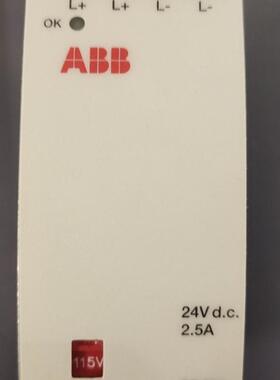 L+ L+ L- L-
OK
ABB
24V d.c.
2.5A
115V